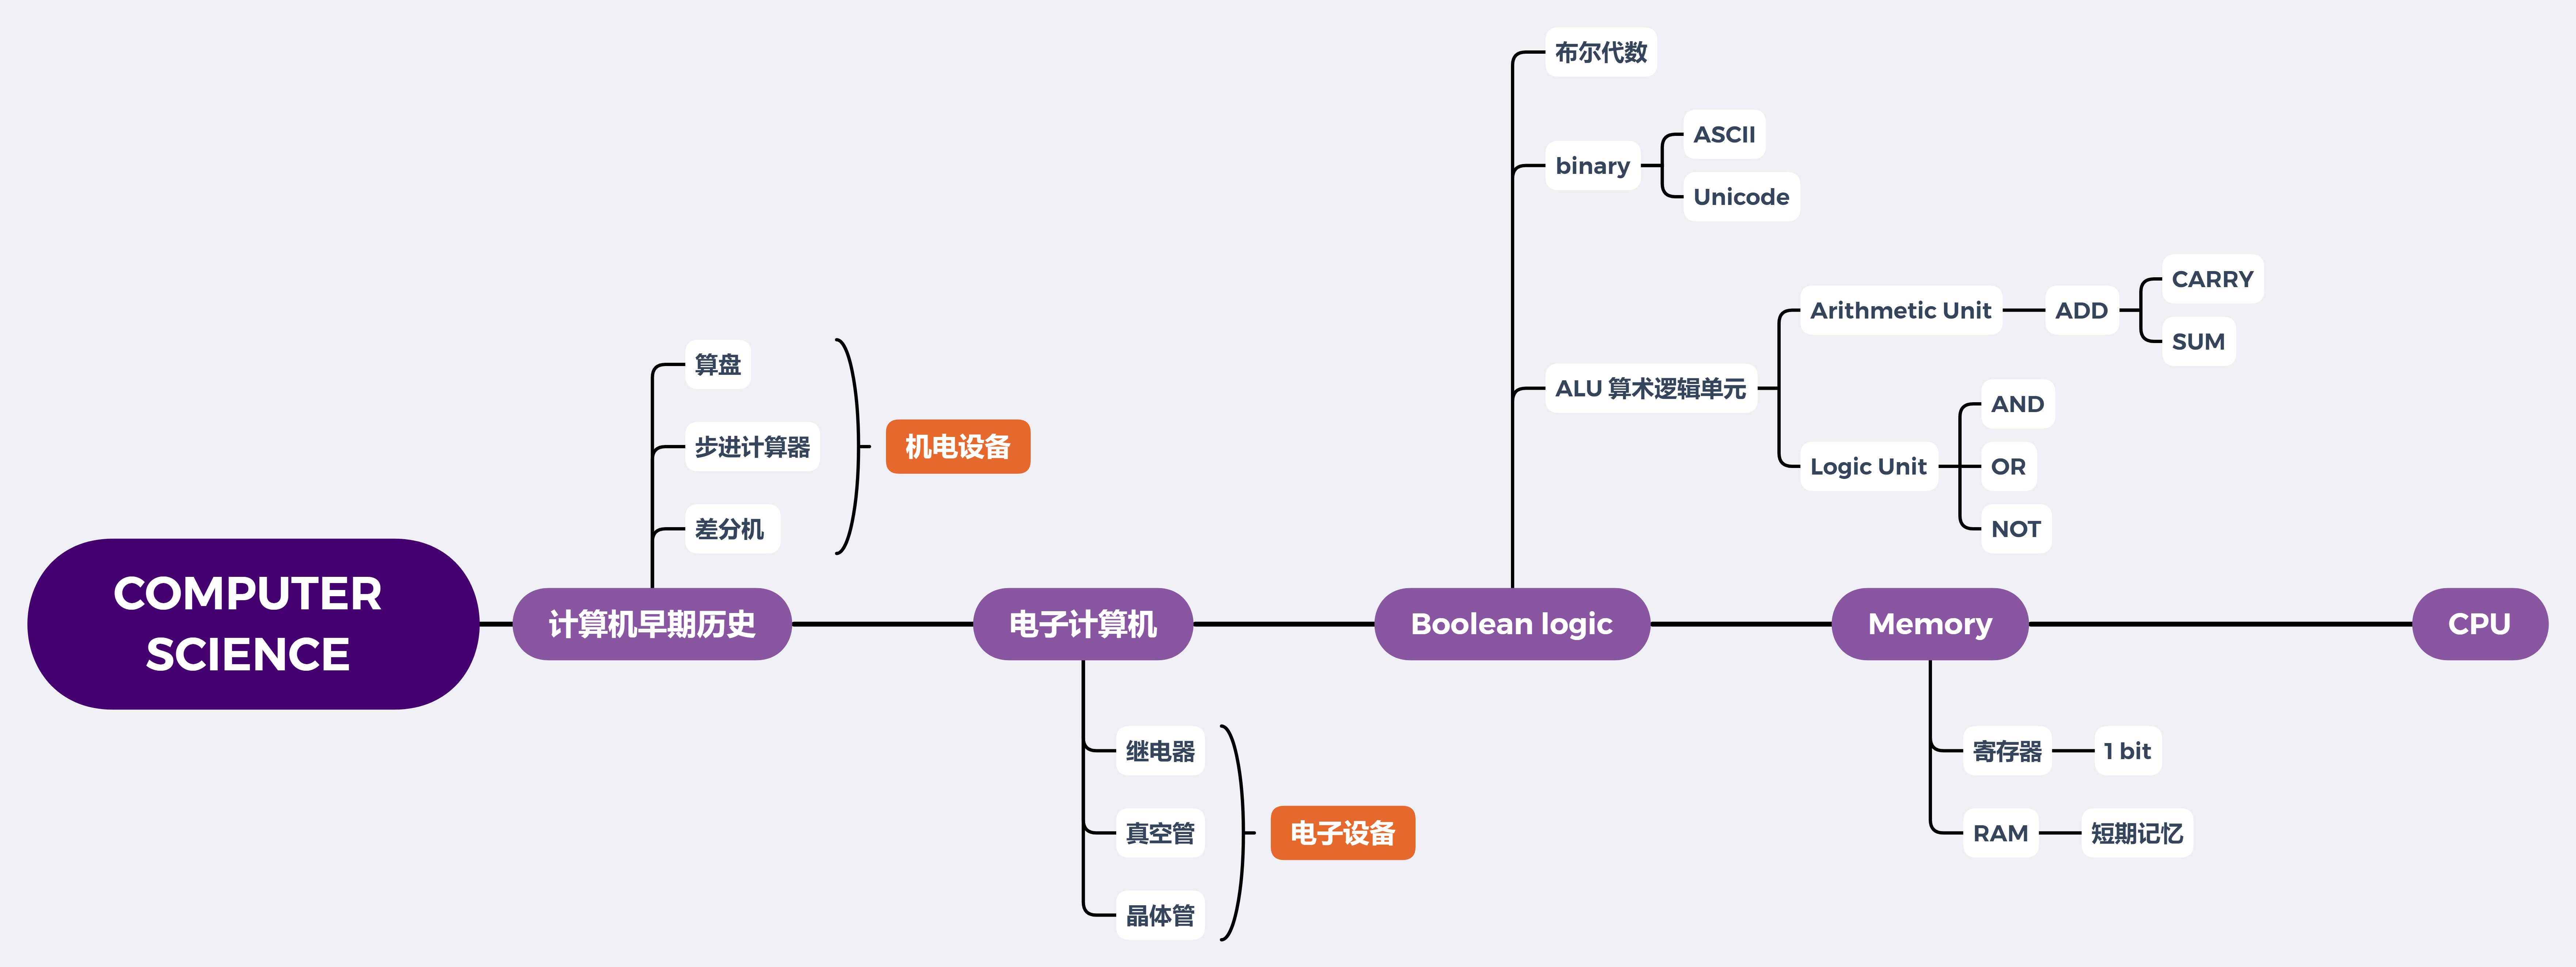 COMPUTER
SCIENCE
计算机早期历史
算盘
步进计算器
差分机
机电设备
电子计算机
继电器
真空管
晶体管
电子设备
Boolean logic
布尔代数
binary
ASCII
Unicode
ALU 算术逻辑单元
Arithmetic Unit
ADD
CARRY
SUM
Logic Unit
AND
OR
NOT
Memory
寄存器
1 bit
RAM
短期记忆
CPU